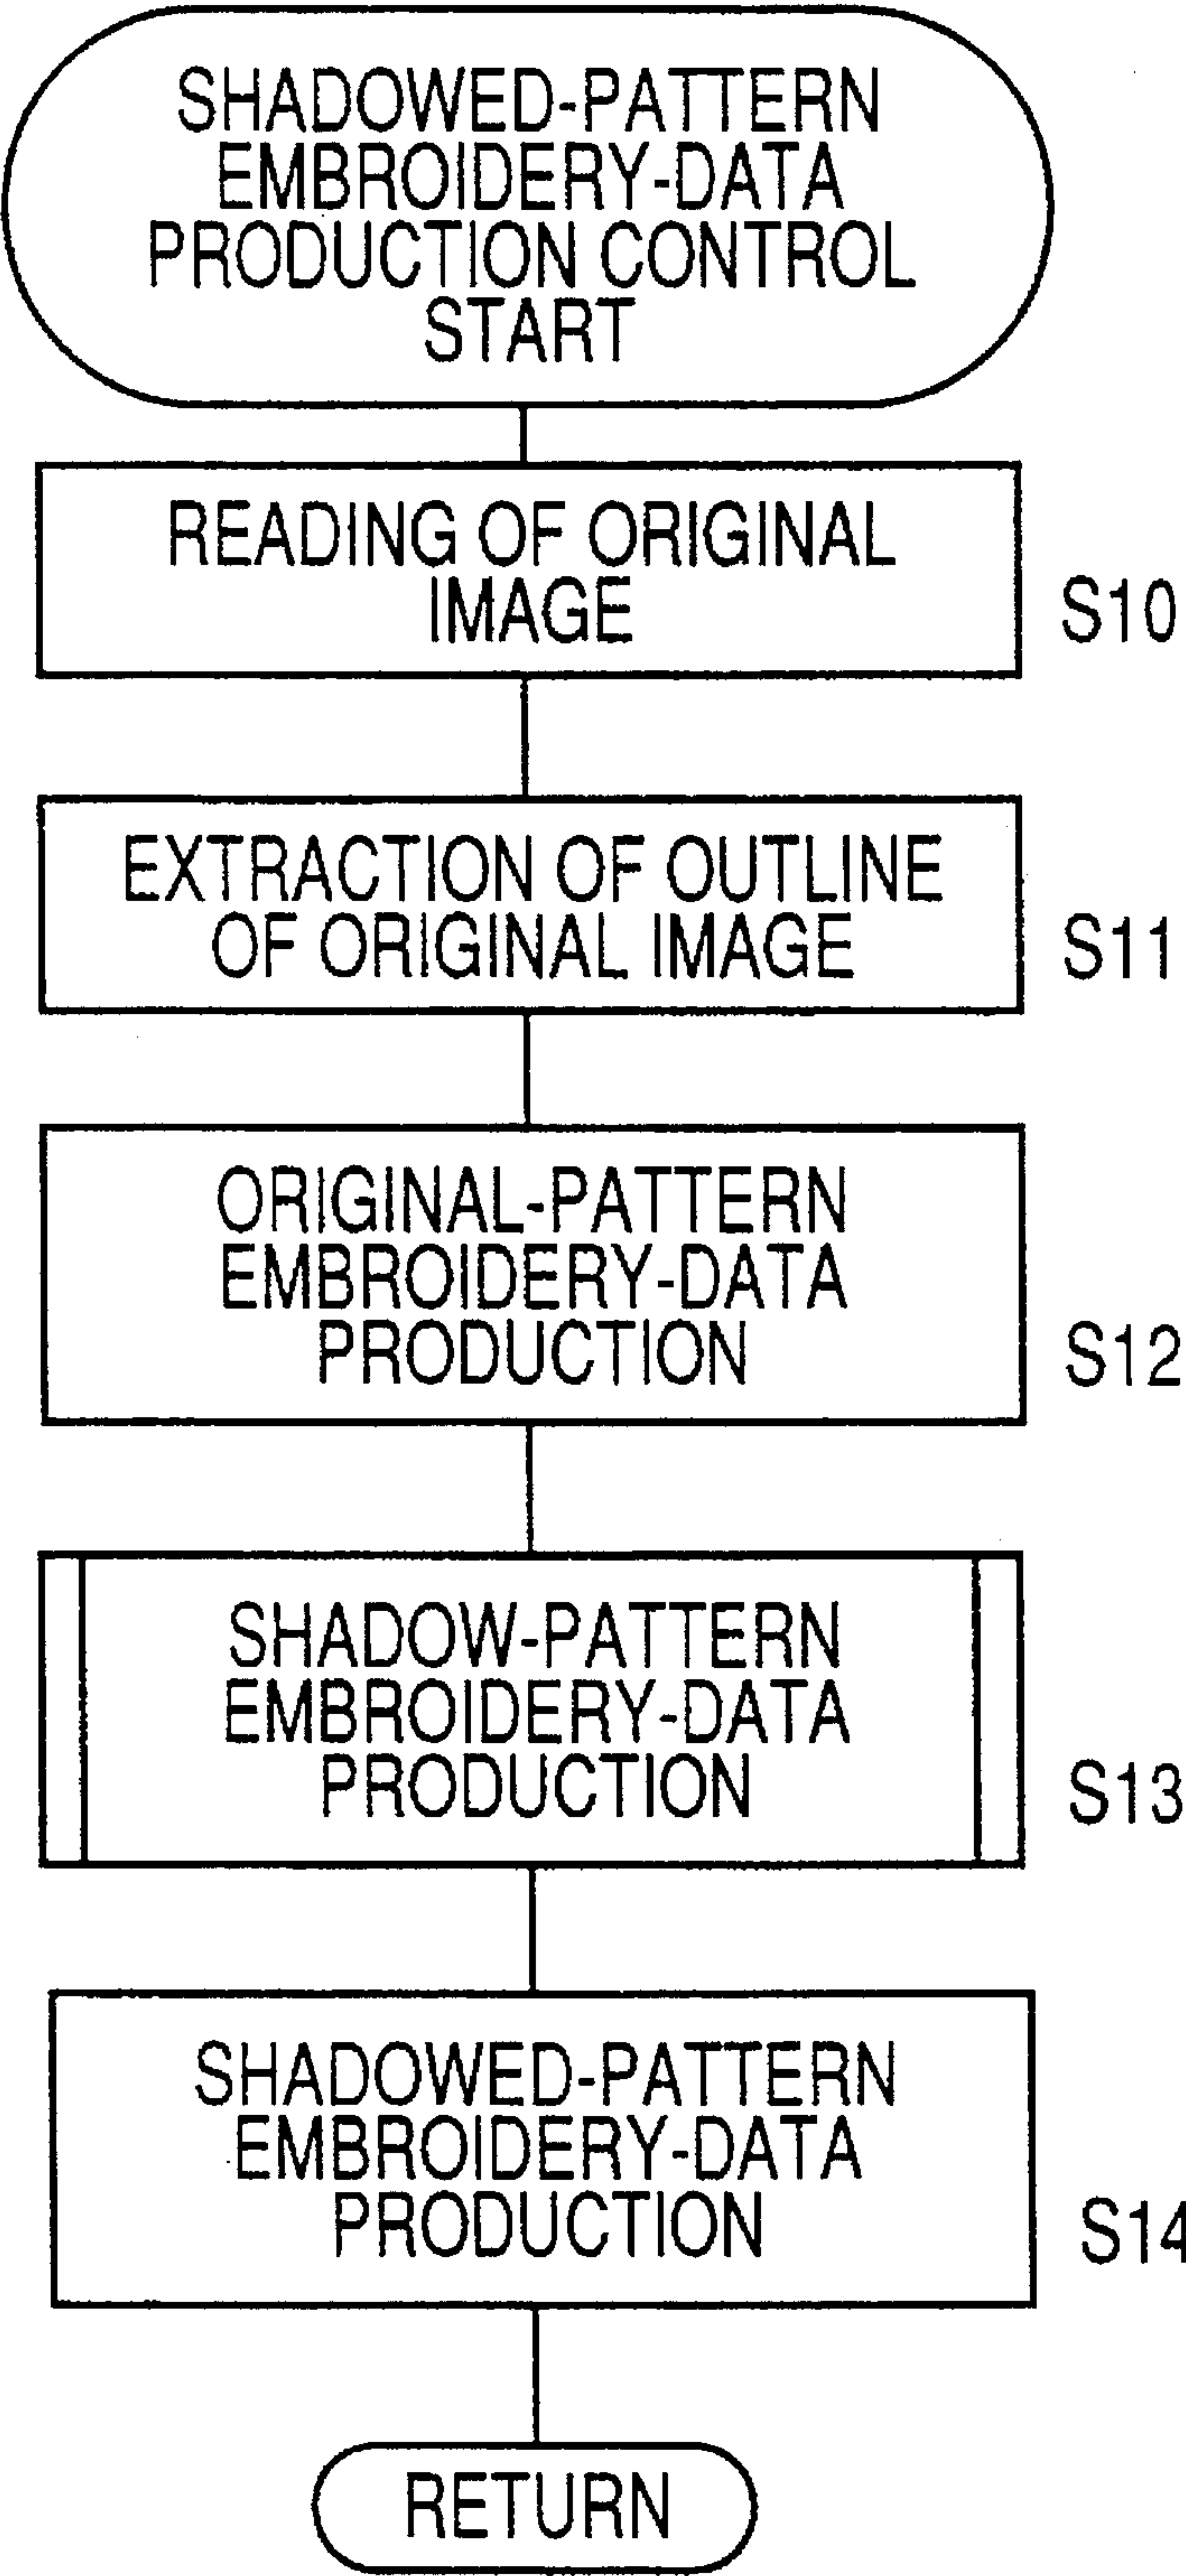 SHADOWED-PATTERN
EMBROIDERY-DATA
PRODUCTION CONTROL
START
READING OF ORIGINAL
IMAGE
S10
EXTRACTION OF OUTLINE
OF ORIGINAL IMAGE
S11
ORIGINAL-PATTERN
EMBROIDERY-DATA
PRODUCTION
S12
SHADOW-PATTERN
EMBROIDERY-DATA
PRODUCTION
S13
SHADOWED-PATTERN
EMBROIDERY-DATA
PRODUCTION
S14
RETURN